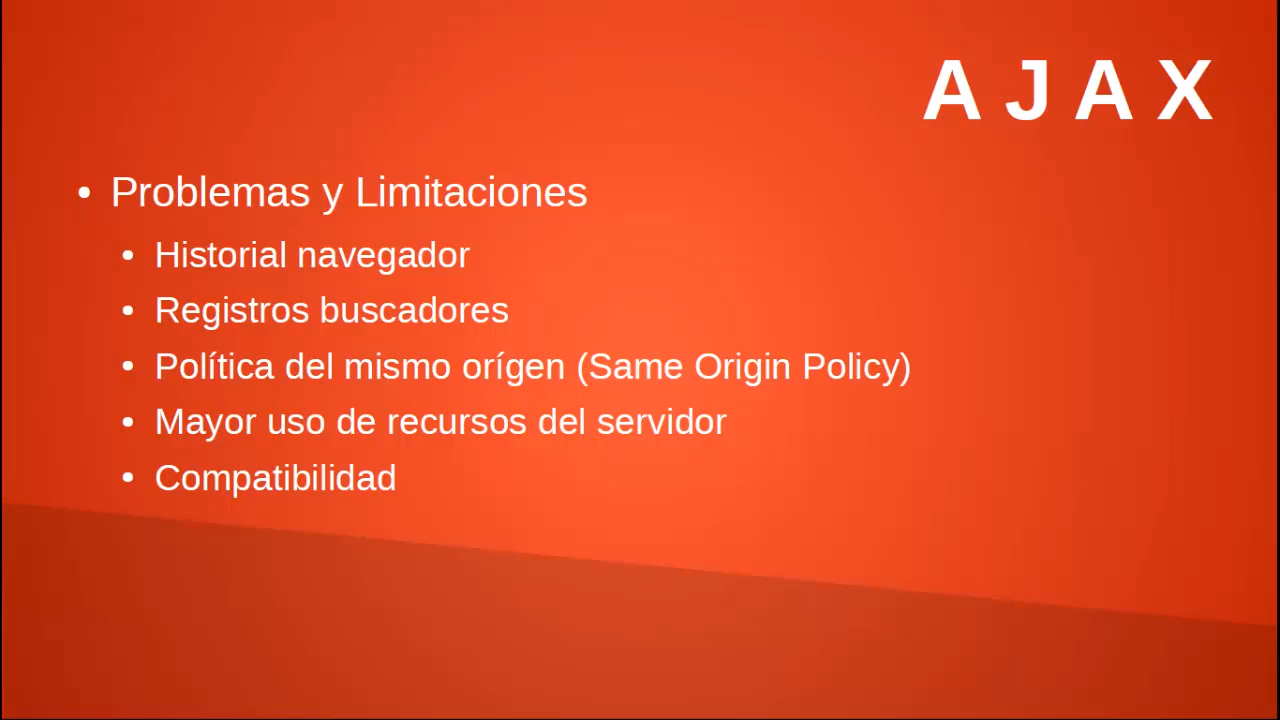 A J A X
• Problemas y Limitaciones
• Historial navegador
• Registros buscadores
• Política del mismo orígen (Same Origin Policy)
• Mayor uso de recursos del servidor
• Compatibilidad